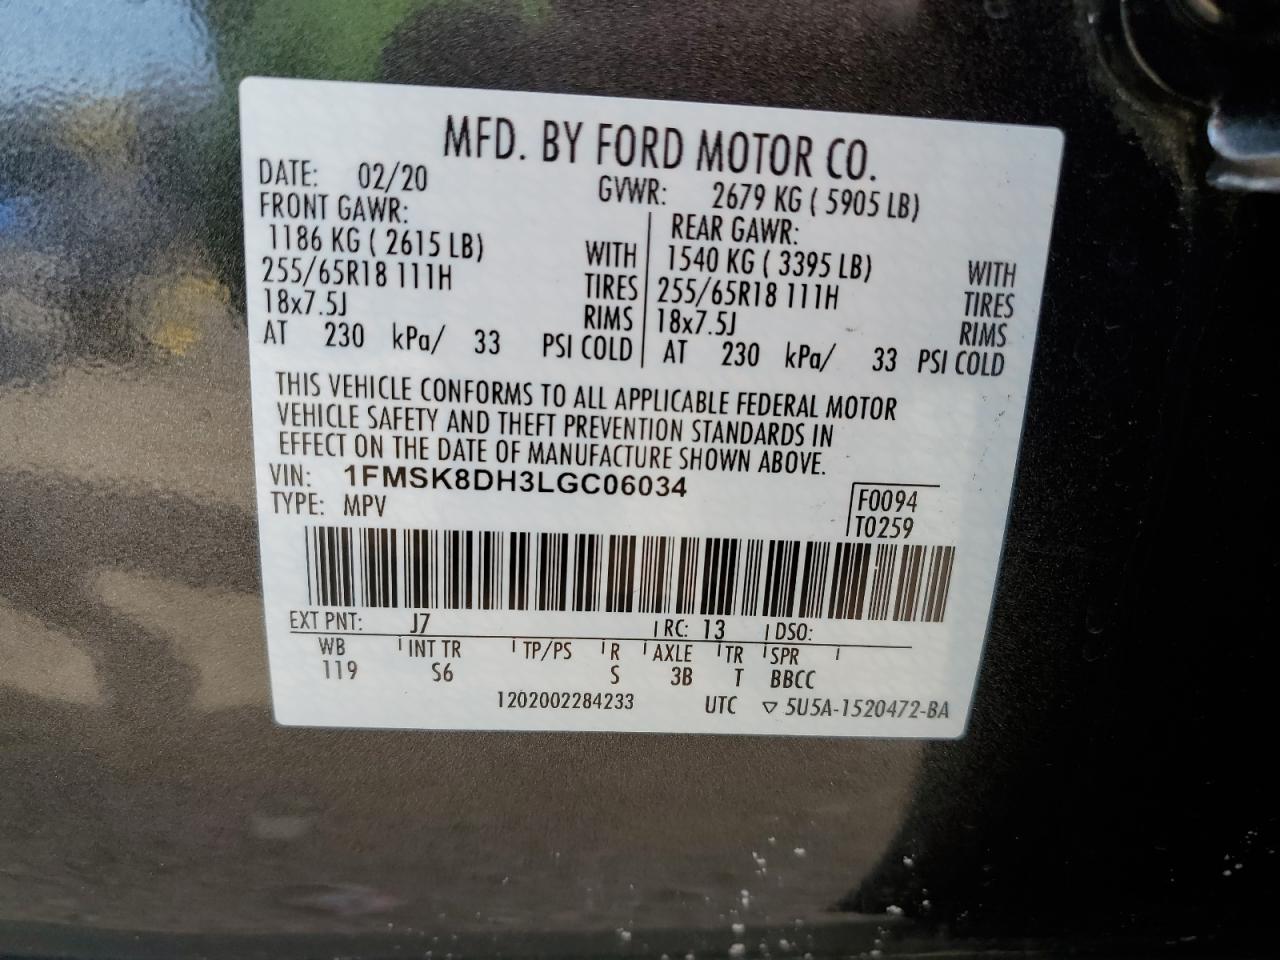 MFD. BY FORD MOTOR CO.
DATE: 02/20 GVWR: 2679 KG ( 5905 LB)
FRONT GAWR: REAR GAWR:
1186 KG ( 2615 LB) WITH 1540 KG ( 3395 LB) WITH
255/65R18 111H TIRES 255/65R18 111H TIRES
18x7.5J RIMS 18x7.5J RIMS
AT 230 kPa/ 33 PSI COLD AT 230 kPa/ 33 PSI COLD
THIS VEHICLE CONFORMS TO ALL APPLICABLE FEDERAL MOTOR
VEHICLE SAFETY AND THEFT PREVENTION STANDARDS IN
EFFECT ON THE DATE OF MANUFACTURE SHOWN ABOVE.
VIN: 1FMSK8DH3LGC06034
TYPE: MPV
F0094
T0259
EXT PNT: J7 RC: 13 DSO:
WB INT TR TP/PS R AXLE TR SPR
119 S6 S 3B T BBCC
1202002284233 UTC ▽ 5U5A-1520472-BA